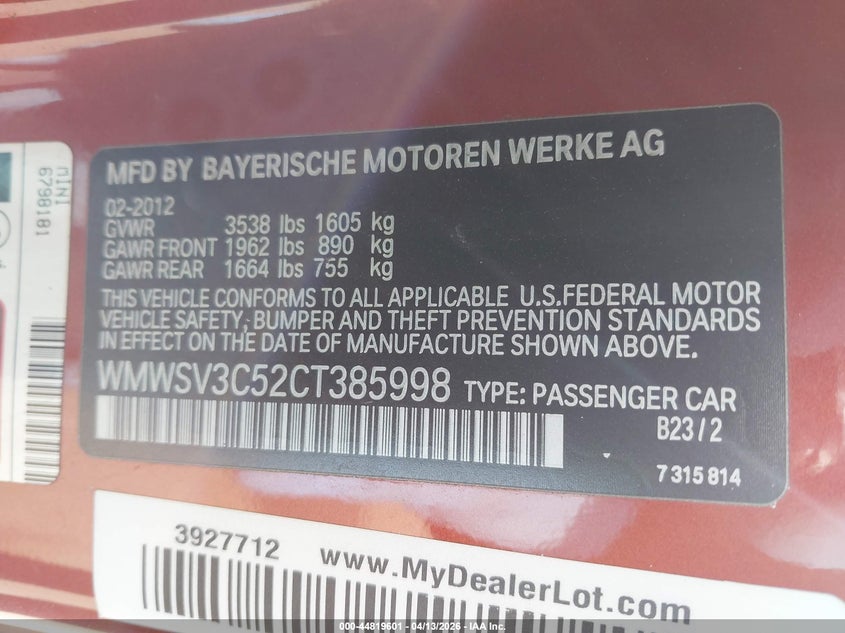 MFD BY BAYERISCHE MOTOREN WERKE AG
02-2012
GVWR 3538 lbs 1605 kg
GAWR FRONT 1962 lbs 890 kg
GAWR REAR 1664 lbs 755 kg
THIS VEHICLE CONFORMS TO ALL APPLICABLE U.S.FEDERAL MOTOR
VEHICLE SAFETY, BUMPER AND THEFT PREVENTION STANDARDS
IN EFFECT ON THE DATE OF MANUFACTURE SHOWN ABOVE.
WMWSV3C52CT385998 TYPE: PASSENGER CAR
B23/2
7 315 814
MINI
6798181
3927712 www.MyDealerLot.com
000-44819601 - 04/13/2026 - IAA Inc.